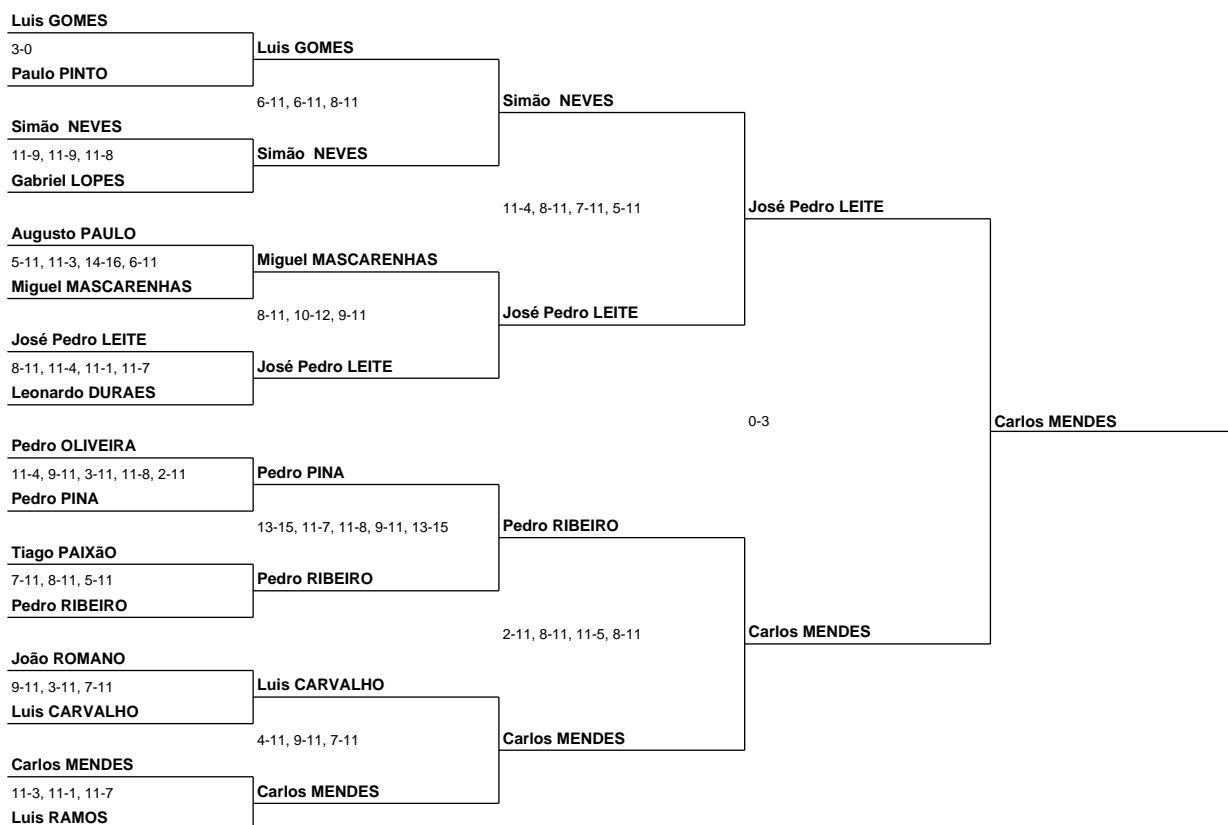 Luis GOMES
3-0
Luis GOMES
Paulo PINTO
6-11, 6-11, 8-11
Simão  NEVES
Simão  NEVES
11-9, 11-9, 11-8
Simão  NEVES
Gabriel LOPES
11-4, 8-11, 7-11, 5-11
José Pedro LEITE
Augusto PAULO
5-11, 11-3, 14-16, 6-11
Miguel MASCARENHAS
Miguel MASCARENHAS
8-11, 10-12, 9-11
José Pedro LEITE
José Pedro LEITE
8-11, 11-4, 11-1, 11-7
José Pedro LEITE
Leonardo DURAES
0-3
Carlos MENDES
Pedro OLIVEIRA
11-4, 9-11, 3-11, 11-8, 2-11
Pedro PINA
Pedro PINA
13-15, 11-7, 11-8, 9-11, 13-15
Pedro RIBEIRO
Tiago PAIXãO
7-11, 8-11, 5-11
Pedro RIBEIRO
Pedro RIBEIRO
2-11, 8-11, 11-5, 8-11
Carlos MENDES
João ROMANO
9-11, 3-11, 7-11
Luis CARVALHO
Luis CARVALHO
4-11, 9-11, 7-11
Carlos MENDES
Carlos MENDES
11-3, 11-1, 11-7
Carlos MENDES
Luis RAMOS